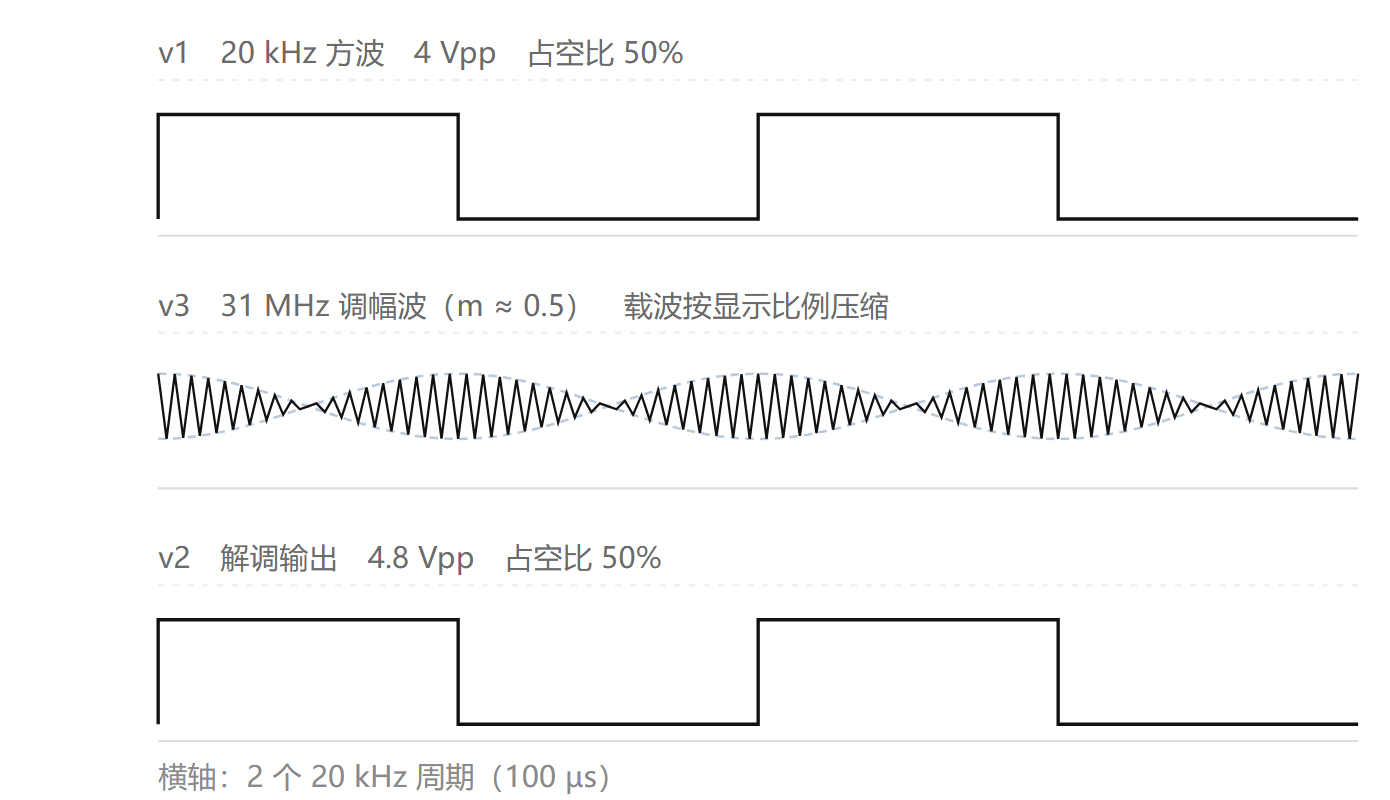 v1 20 kHz 方波 4 Vpp 占空比 50%
v3 31 MHz 调幅波（m ≈ 0.5） 载波按显示比例压缩
v2 解调输出 4.8 Vpp 占空比 50%
横轴：2 个 20 kHz 周期（100 μs）